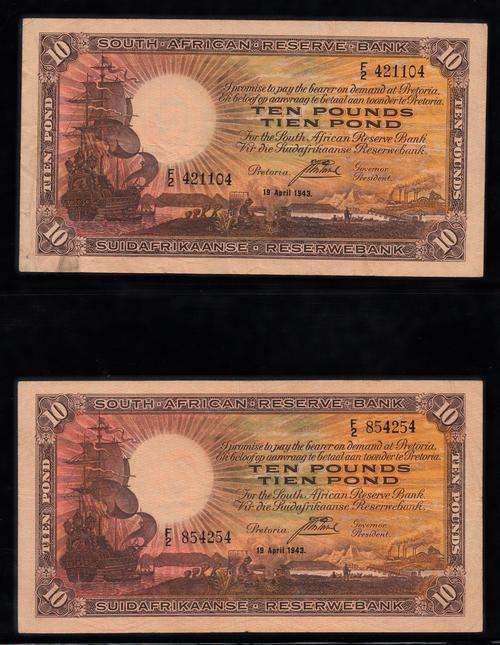 10
SOUTH·AFRICAN·RESERVE·BANK
10
F/2 421104
I promise to pay the bearer on demand at Pretoria.
Ek beloof op aanvraag te betaal aan toonder te Pretoria.
TEN POUNDS
TIEN POND
For the South African Reserve Bank
Vir die Suidafrikaanse Reserwebank.
TIEN POND
TEN POUNDS
F/2 421104
Pretoria.
Governor
President.
19 April 1943.
10
SUIDAFRIKAANSE·RESERWEBANK
10
10
SOUTH·AFRICAN·RESERVE·BANK
10
F/2 854254
I promise to pay the bearer on demand at Pretoria.
Ek beloof op aanvraag te betaal aan toonder te Pretoria.
TEN POUNDS
TIEN POND
For the South African Reserve Bank
Vir die Suidafrikaanse Reserwebank.
TIEN POND
TEN POUNDS
F/2 854254
Pretoria.
Governor
President.
19 April 1943.
10
SUIDAFRIKAANSE·RESERWEBANK
10